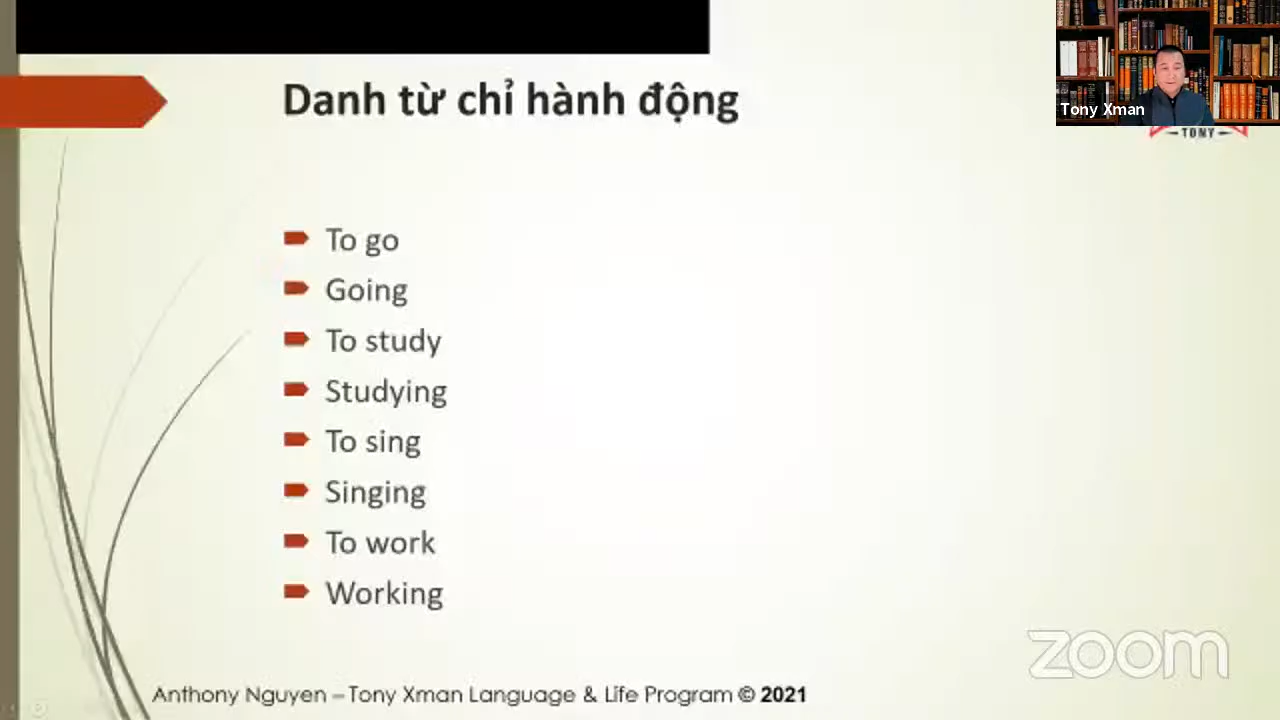 Danh từ chỉ hành động
Tony Xman
TONY
To go
Going
To study
Studying
To sing
Singing
To work
Working
zoom
Anthony Nguyen – Tony Xman Language & Life Program © 2021